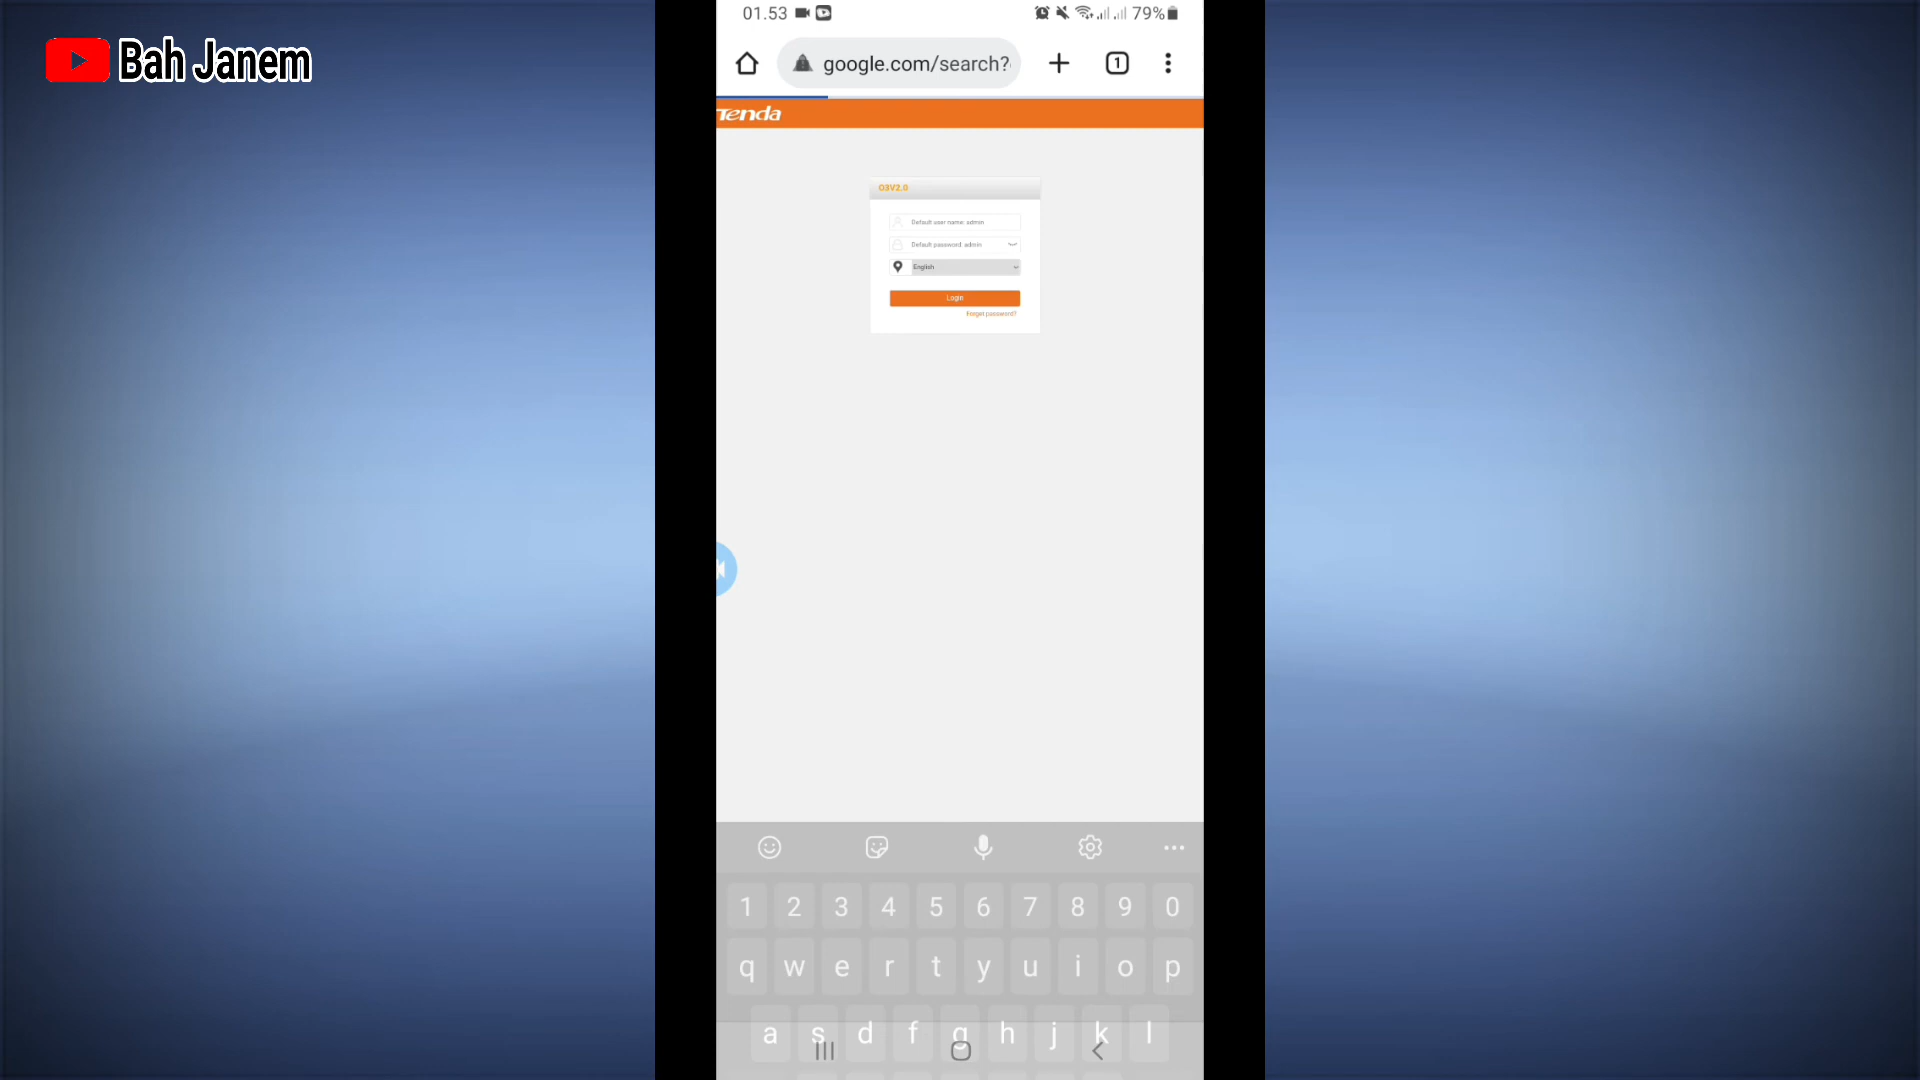 Bah Janem
01.53
79%
google.com/search?
1
Tenda
O3V2.0
Default user name: admin
Default password: admin
English
Login
Forget password?
1 2 3 4 5 6 7 8 9 0
q w e r t y u i o p
a s d f g h j k l